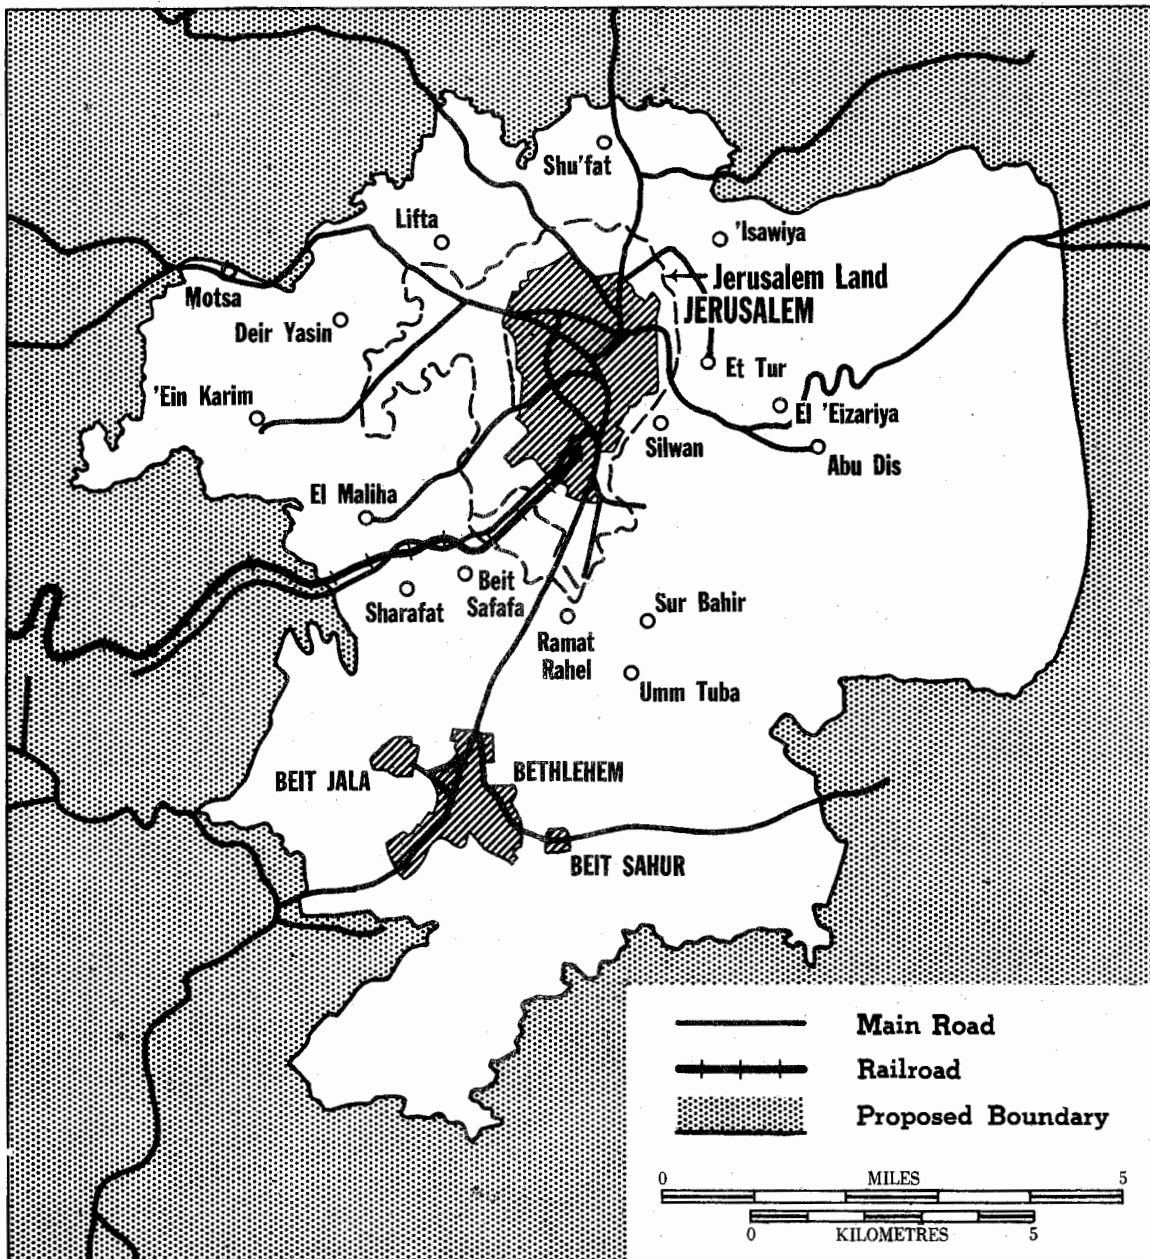 Shu'fat
Lifta
'Isawiya
Jerusalem Land
JERUSALEM
Motsa
Deir Yasin
Et Tur
'Ein Karim
El 'Eizariya
Silwan
Abu Dis
El Maliha
Beit
Safafa
Sharafat
Sur Bahir
Ramat
Rahel
Umm Tuba
BEIT JALA
BETHLEHEM
BEIT SAHUR
Main Road
Railroad
Proposed Boundary
0 MILES 5
0 KILOMETRES 5